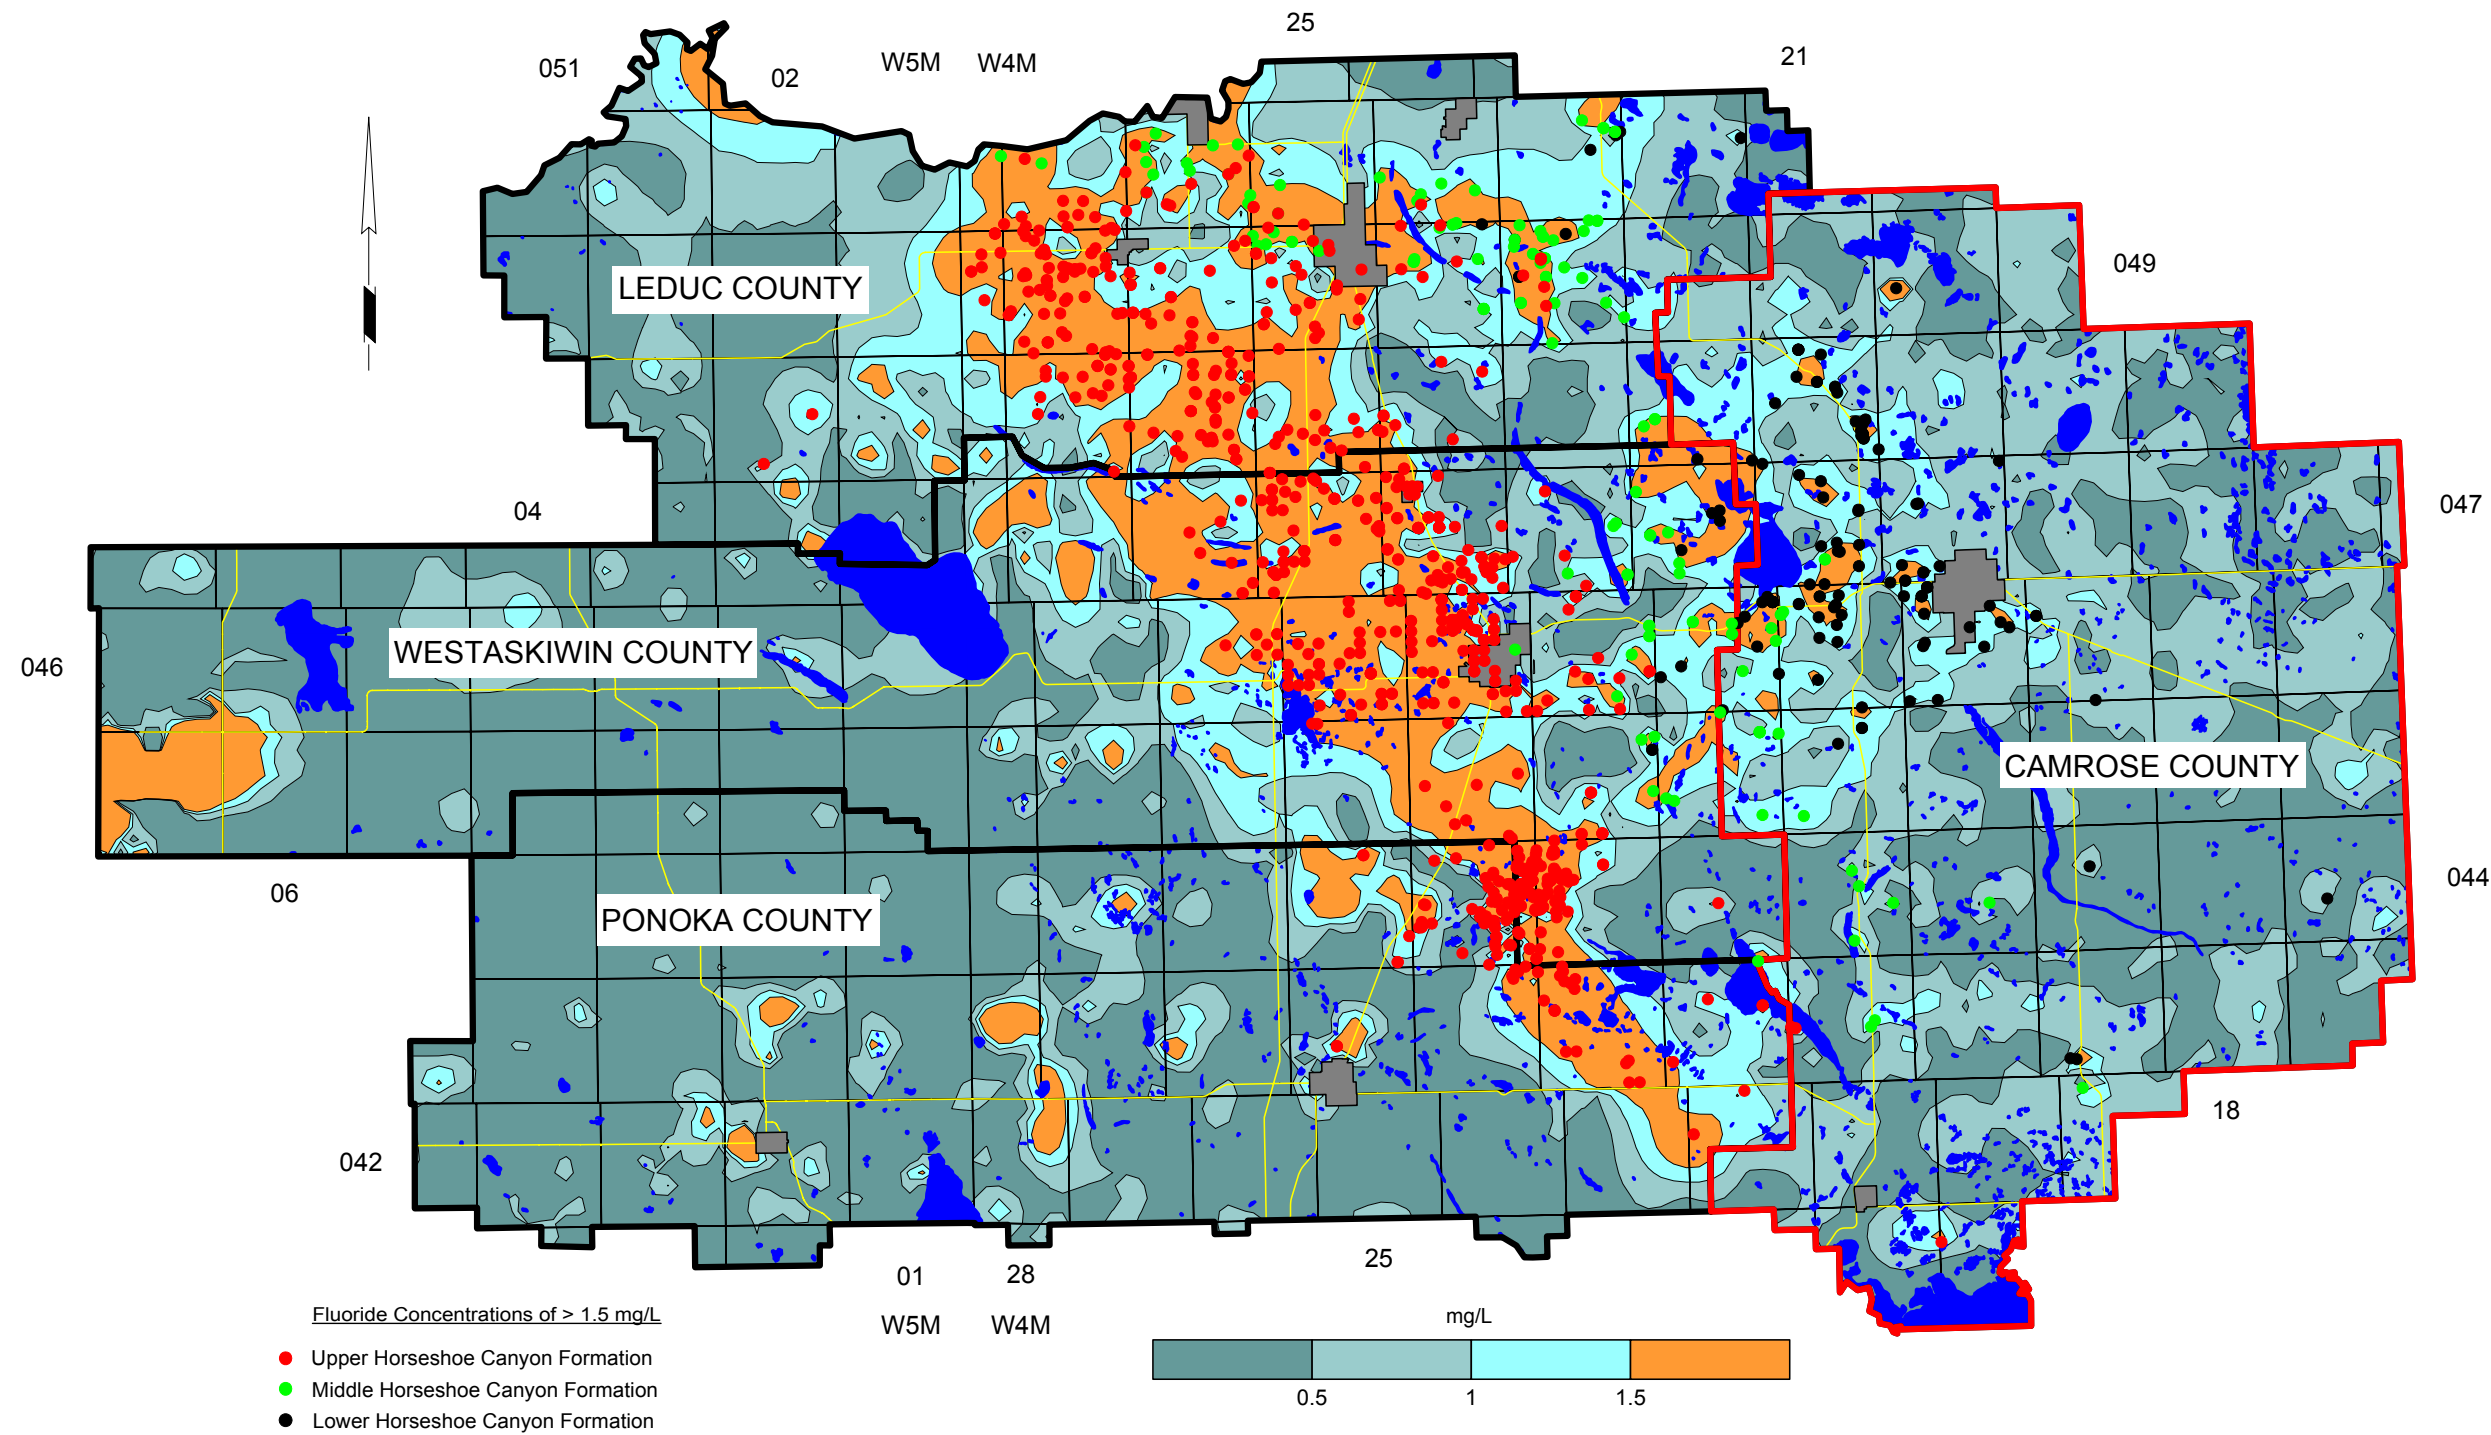 25
21
051
02
W5M W4M
049
LEDUC COUNTY
04
047
046
WESTASKIWIN COUNTY
CAMROSE COUNTY
06
044
PONOKA COUNTY
18
042
25
01
28
W5M W4M
Fluoride Concentrations of > 1.5 mg/L
Upper Horseshoe Canyon Formation
Middle Horseshoe Canyon Formation
Lower Horseshoe Canyon Formation
mg/L
0.5 1 1.5